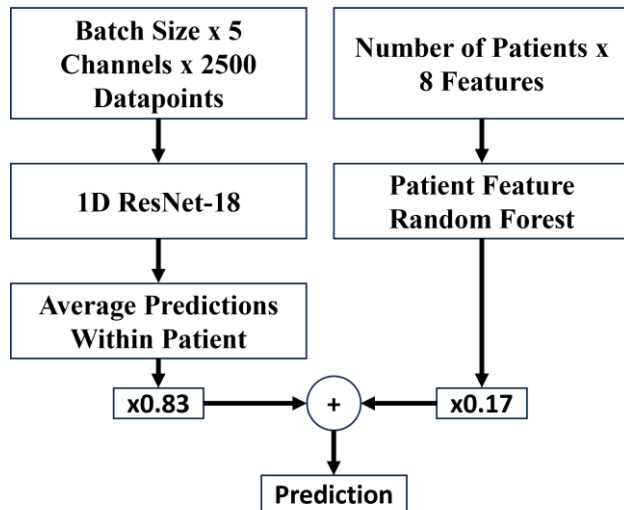 Batch Size x 5
Channels x 2500
Datapoints
Number of Patients x
8 Features
1D ResNet-18
Patient Feature
Random Forest
Average Predictions
Within Patient
x0.83
+
x0.17
Prediction